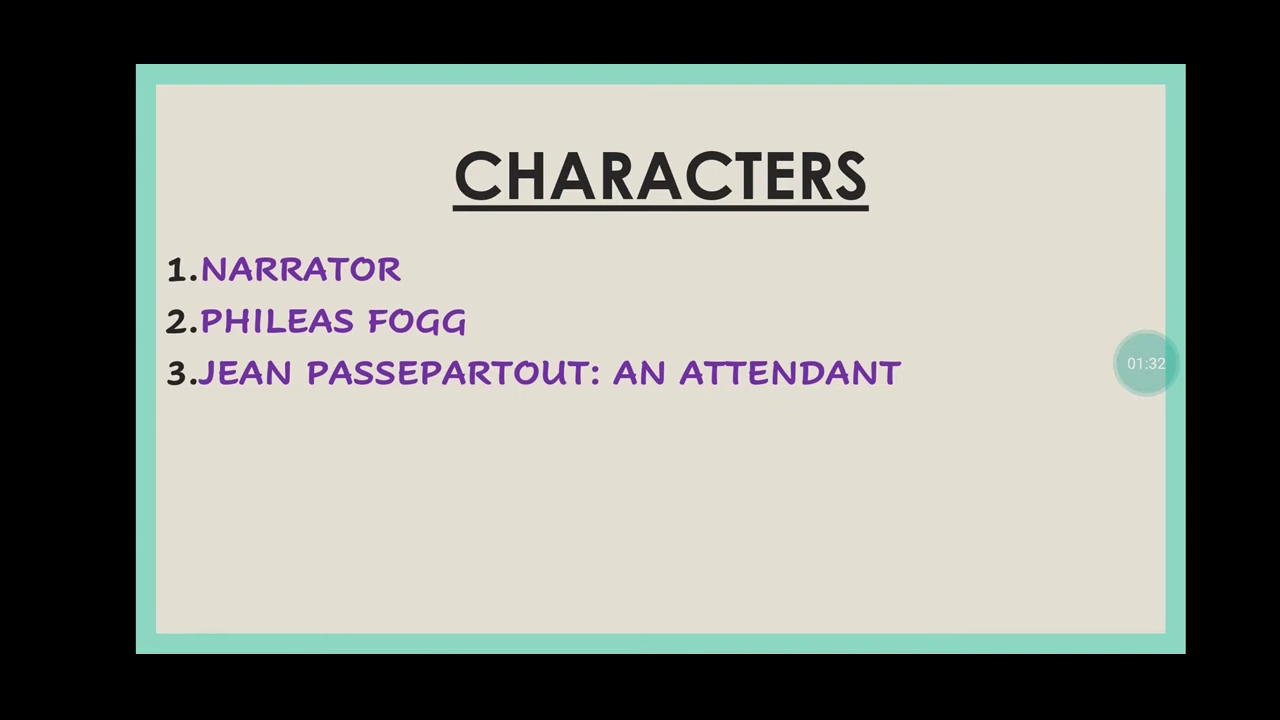 CHARACTERS
1.NARRATOR
2.PHILEAS FOGG
3.JEAN PASSEPARTOUT: AN ATTENDANT
01:32